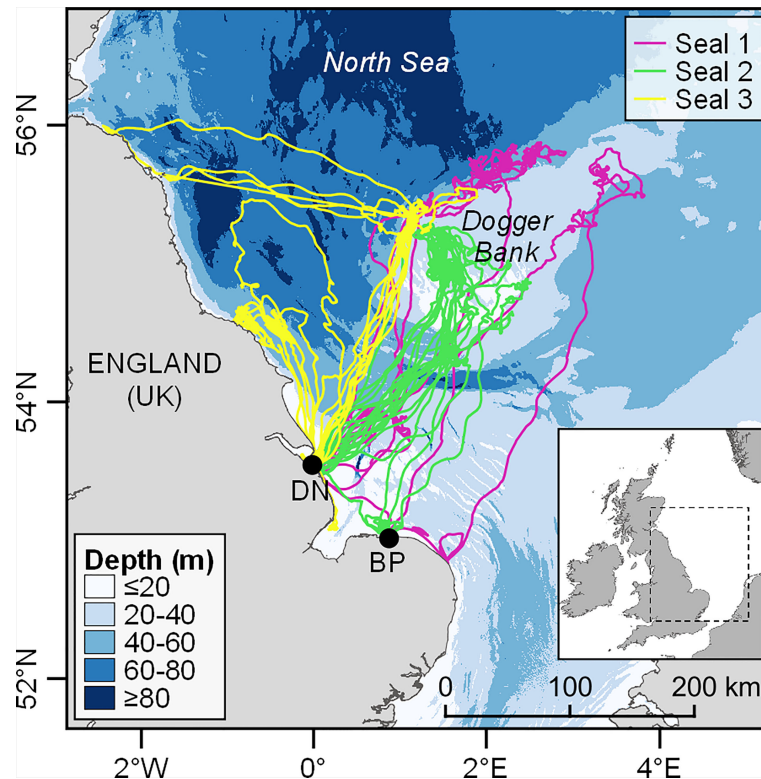 North Sea
Seal 1
Seal 2
Seal 3
56°N
Dogger
Bank
ENGLAND
(UK)
54°N
DN
BP
Depth (m)
≤20
20-40
40-60
60-80
≥80
52°N
0 100 200 km
2°W 0° 2°E 4°E